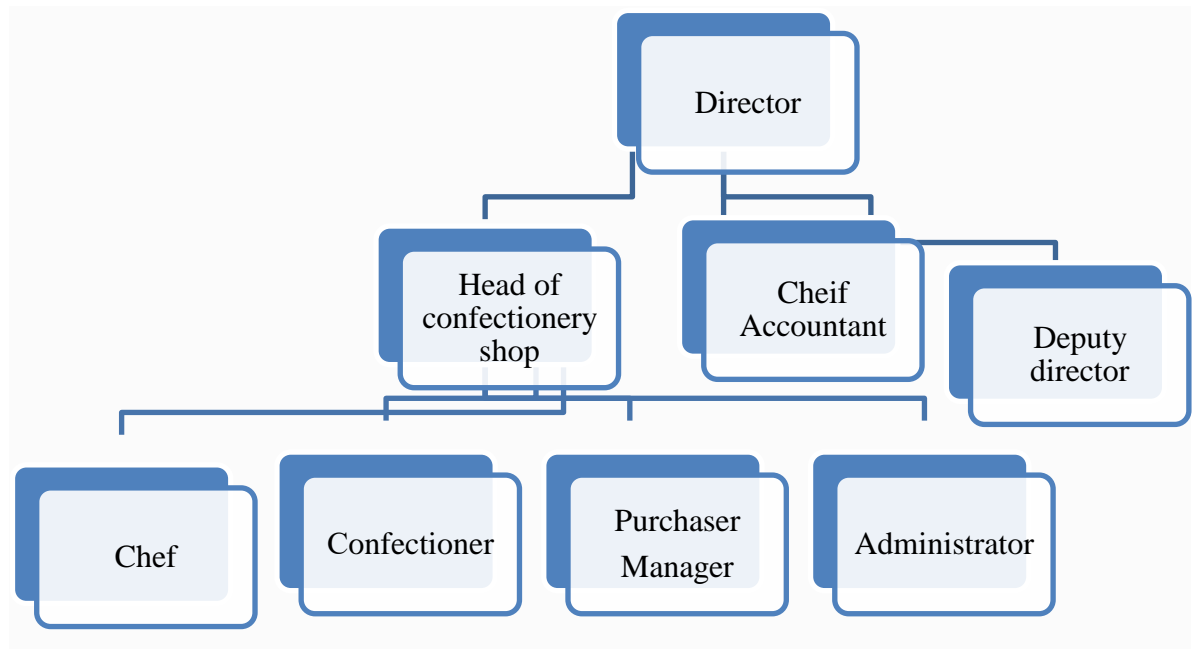 Director
Head of
confectionery
shop
Cheif
Accountant
Deputy
director
Chef
Confectioner
Purchaser
Manager
Administrator